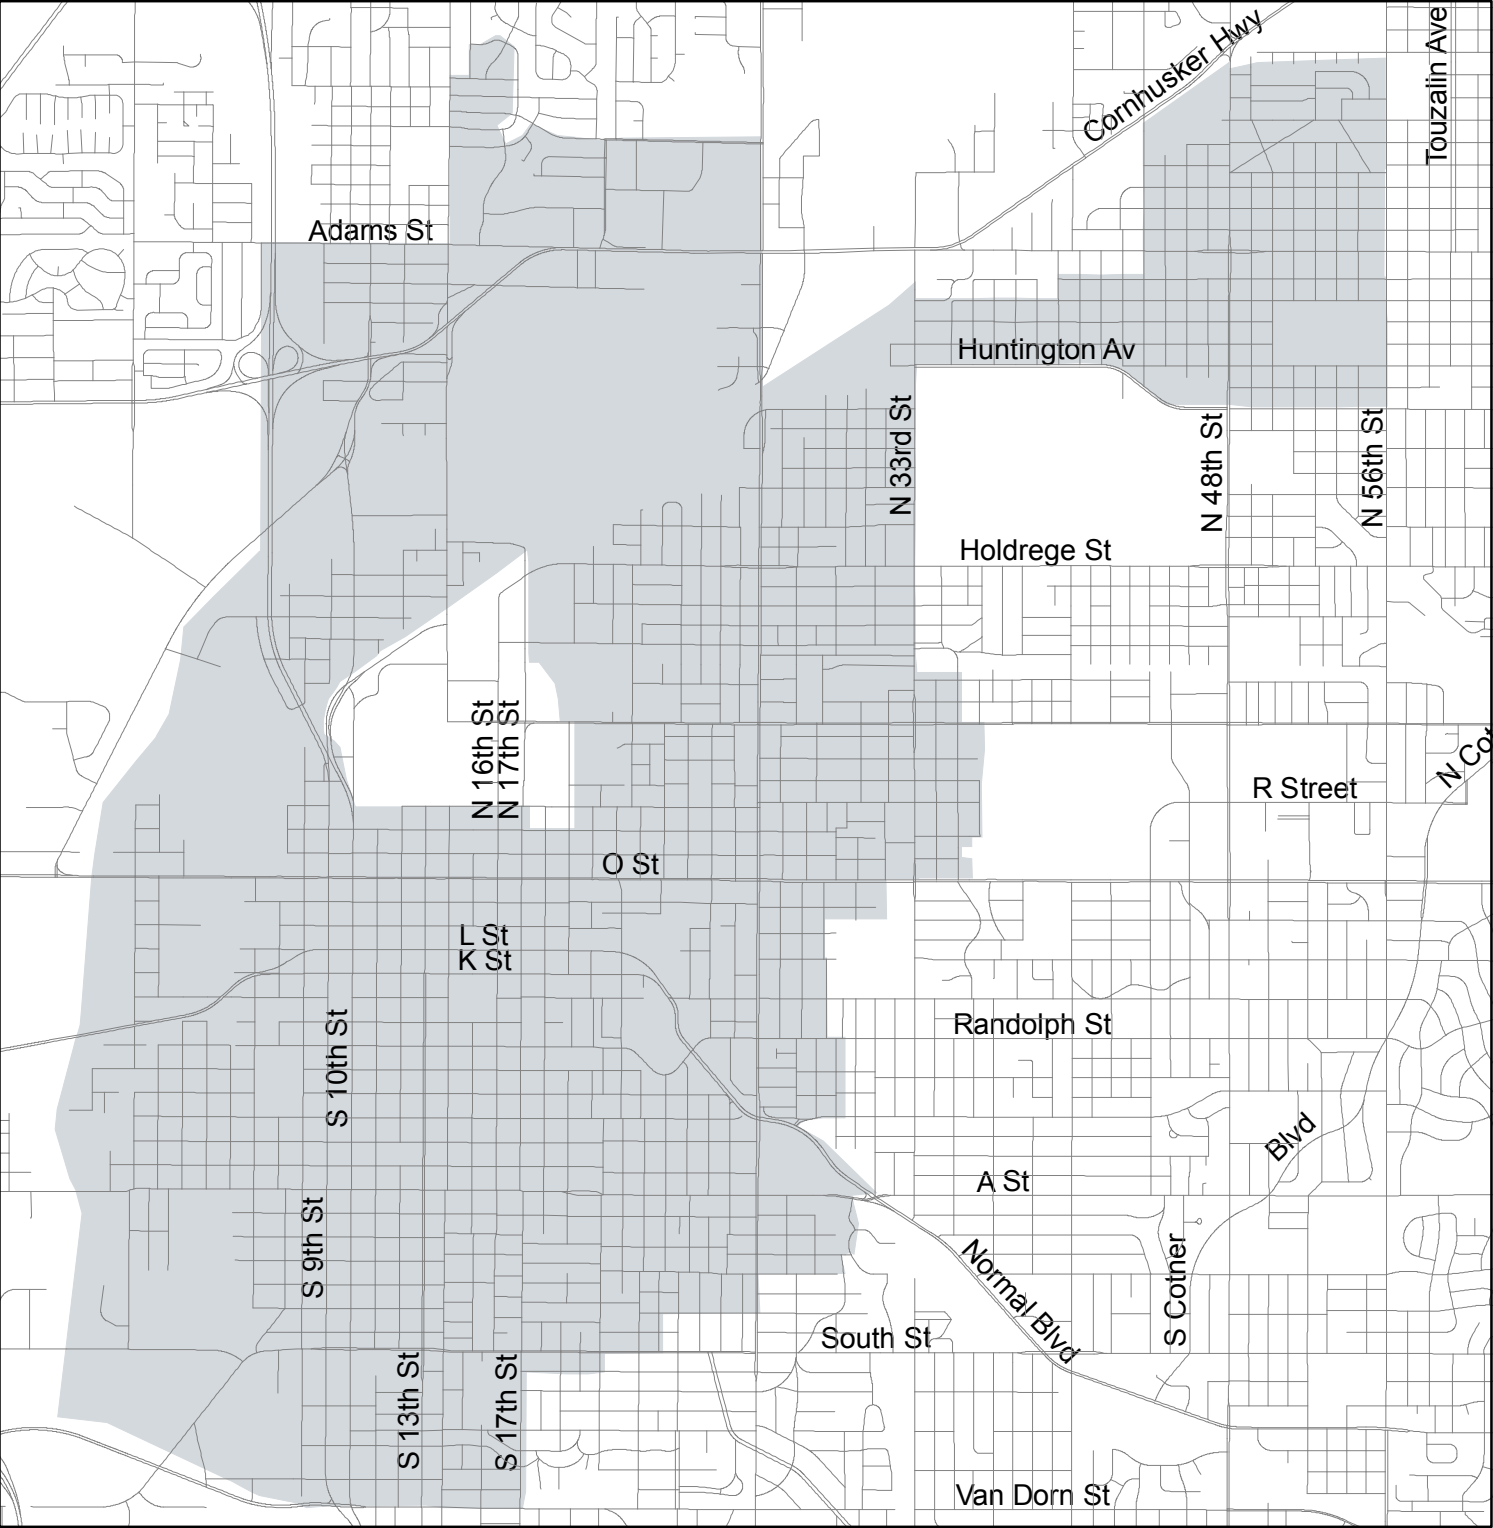 Cornhusker Hwy
Touzalin Ave
Adams St
Huntington Av
N 33rd St
N 48th St
N 56th St
Holdrege St
N 16th St
N 17th St
N Cot
R Street
O St
L St
K St
S 10th St
Randolph St
Blvd
A St
S 9th St
S Cotner
Normal Blvd
South St
S 13th St
S 17th St
Van Dorn St